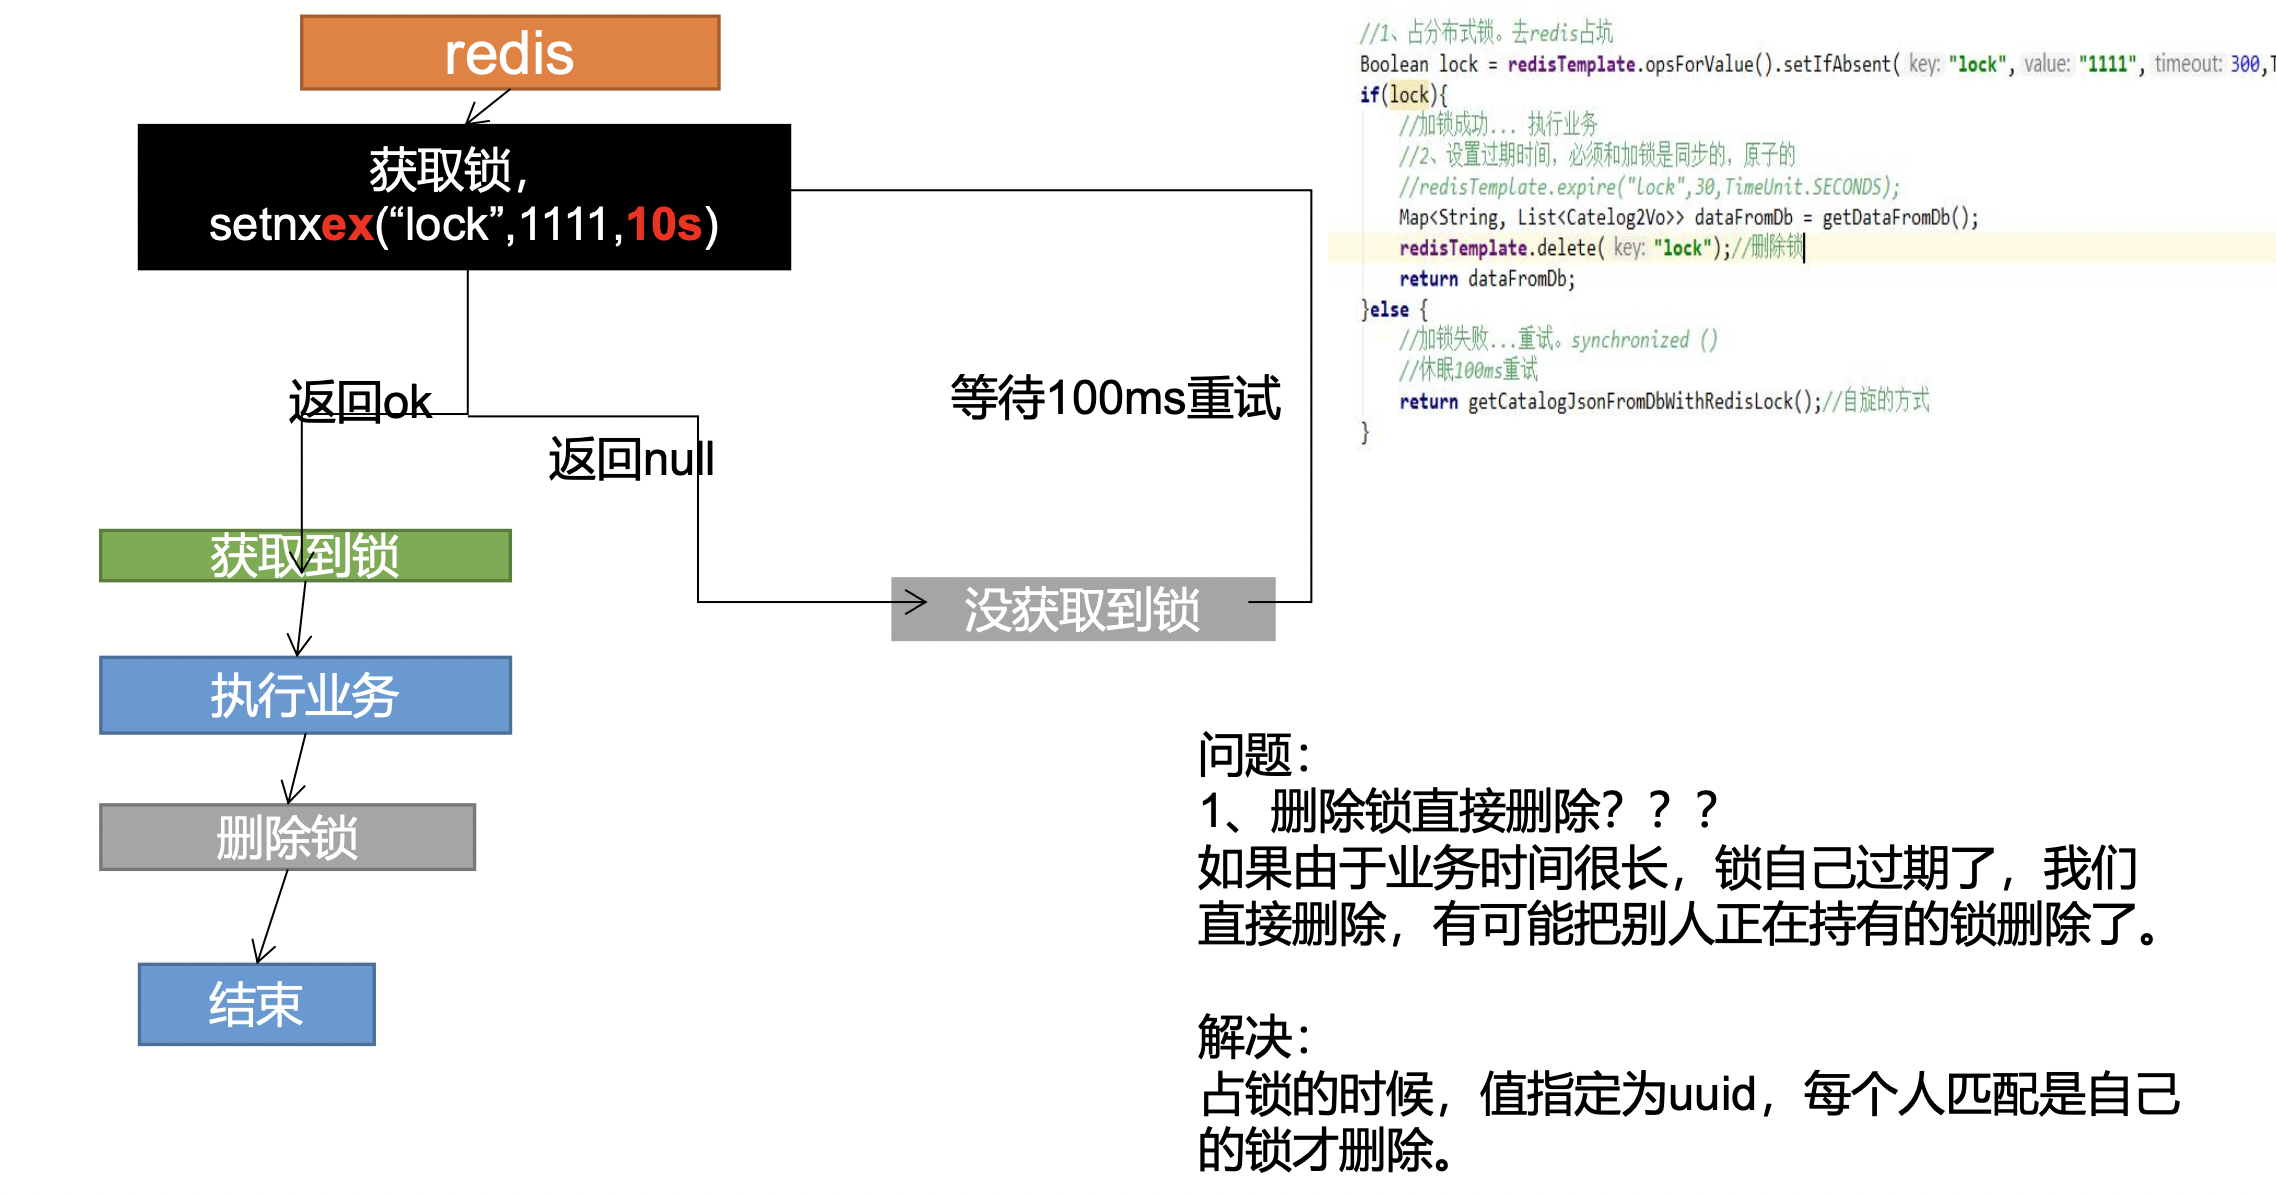 redis
获取锁，
setnxex(“lock”,1111,10s)
返回ok
返回null
等待100ms重试
获取到锁
没获取到锁
执行业务
删除锁
结束
//1、占分布式锁。去redis占坑
Boolean lock = redisTemplate.opsForValue().setIfAbsent( key: "lock", value: "1111", timeout: 300,T
if(lock){
//加锁成功... 执行业务
//2、设置过期时间，必须和加锁是同步的，原子的
//redisTemplate.expire("lock",30,TimeUnit.SECONDS);
Map<String, List<Catelog2Vo>> dataFromDb = getDataFromDb();
redisTemplate.delete( key: "lock");//删除锁
return dataFromDb;
}else {
//加锁失败...重试。synchronized ()
//休眠100ms重试
return getCatalogJsonFromDbWithRedisLock();//自旋的方式
}
问题：
1、删除锁直接删除？？？
如果由于业务时间很长，锁自己过期了，我们
直接删除，有可能把别人正在持有的锁删除了。
解决：
占锁的时候，值指定为uuid，每个人匹配是自己
的锁才删除。